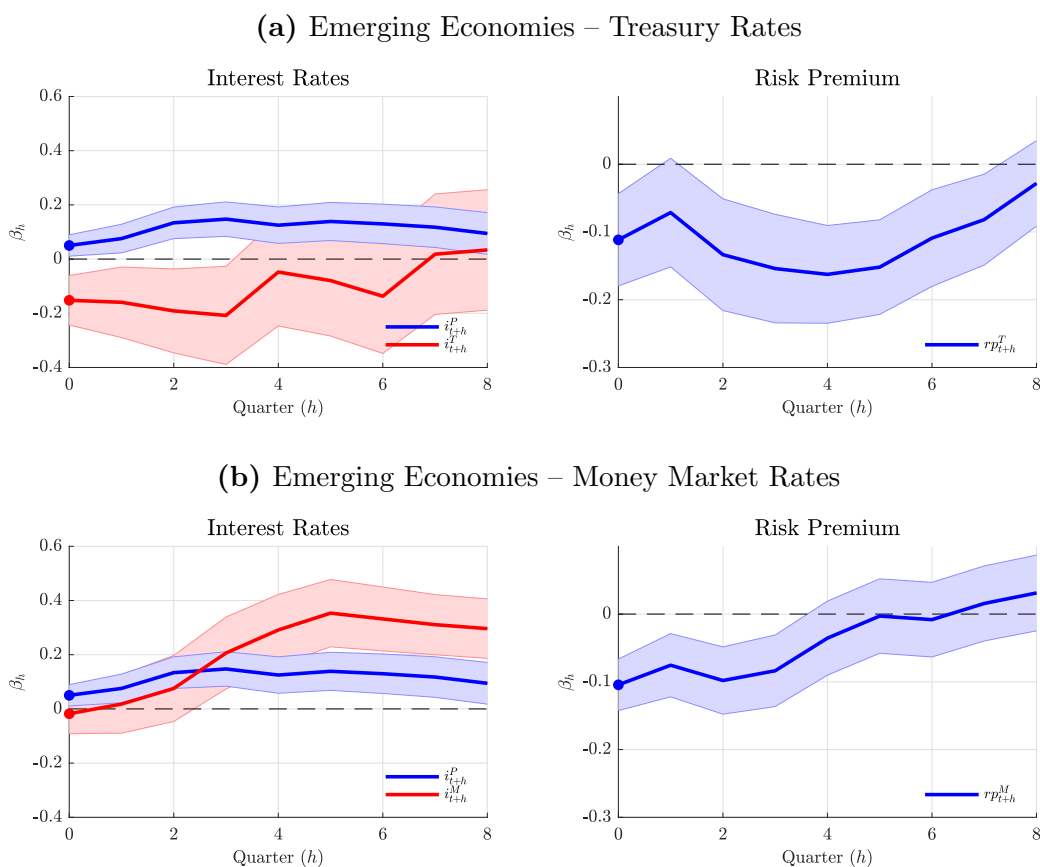 (a) Emerging Economies – Treasury Rates
Interest Rates
0.6
0.4
0.2
0
-0.2
-0.4
β_h
0 2 4 6 8
Quarter (h)
i^P_{t+h}
i^T_{t+h}
Risk Premium
0
-0.1
-0.2
-0.3
β_h
0 2 4 6 8
Quarter (h)
rp^T_{t+h}
(b) Emerging Economies – Money Market Rates
Interest Rates
0.6
0.4
0.2
0
-0.2
-0.4
β_h
0 2 4 6 8
Quarter (h)
i^P_{t+h}
i^M_{t+h}
Risk Premium
0
-0.1
-0.2
-0.3
β_h
0 2 4 6 8
Quarter (h)
rp^M_{t+h}